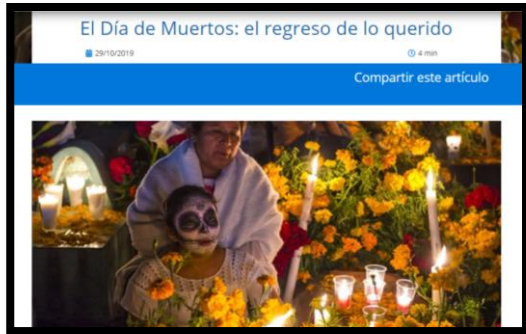 El Día de Muertos: el regreso de lo querido
29/10/2019 4 min
Compartir este artículo